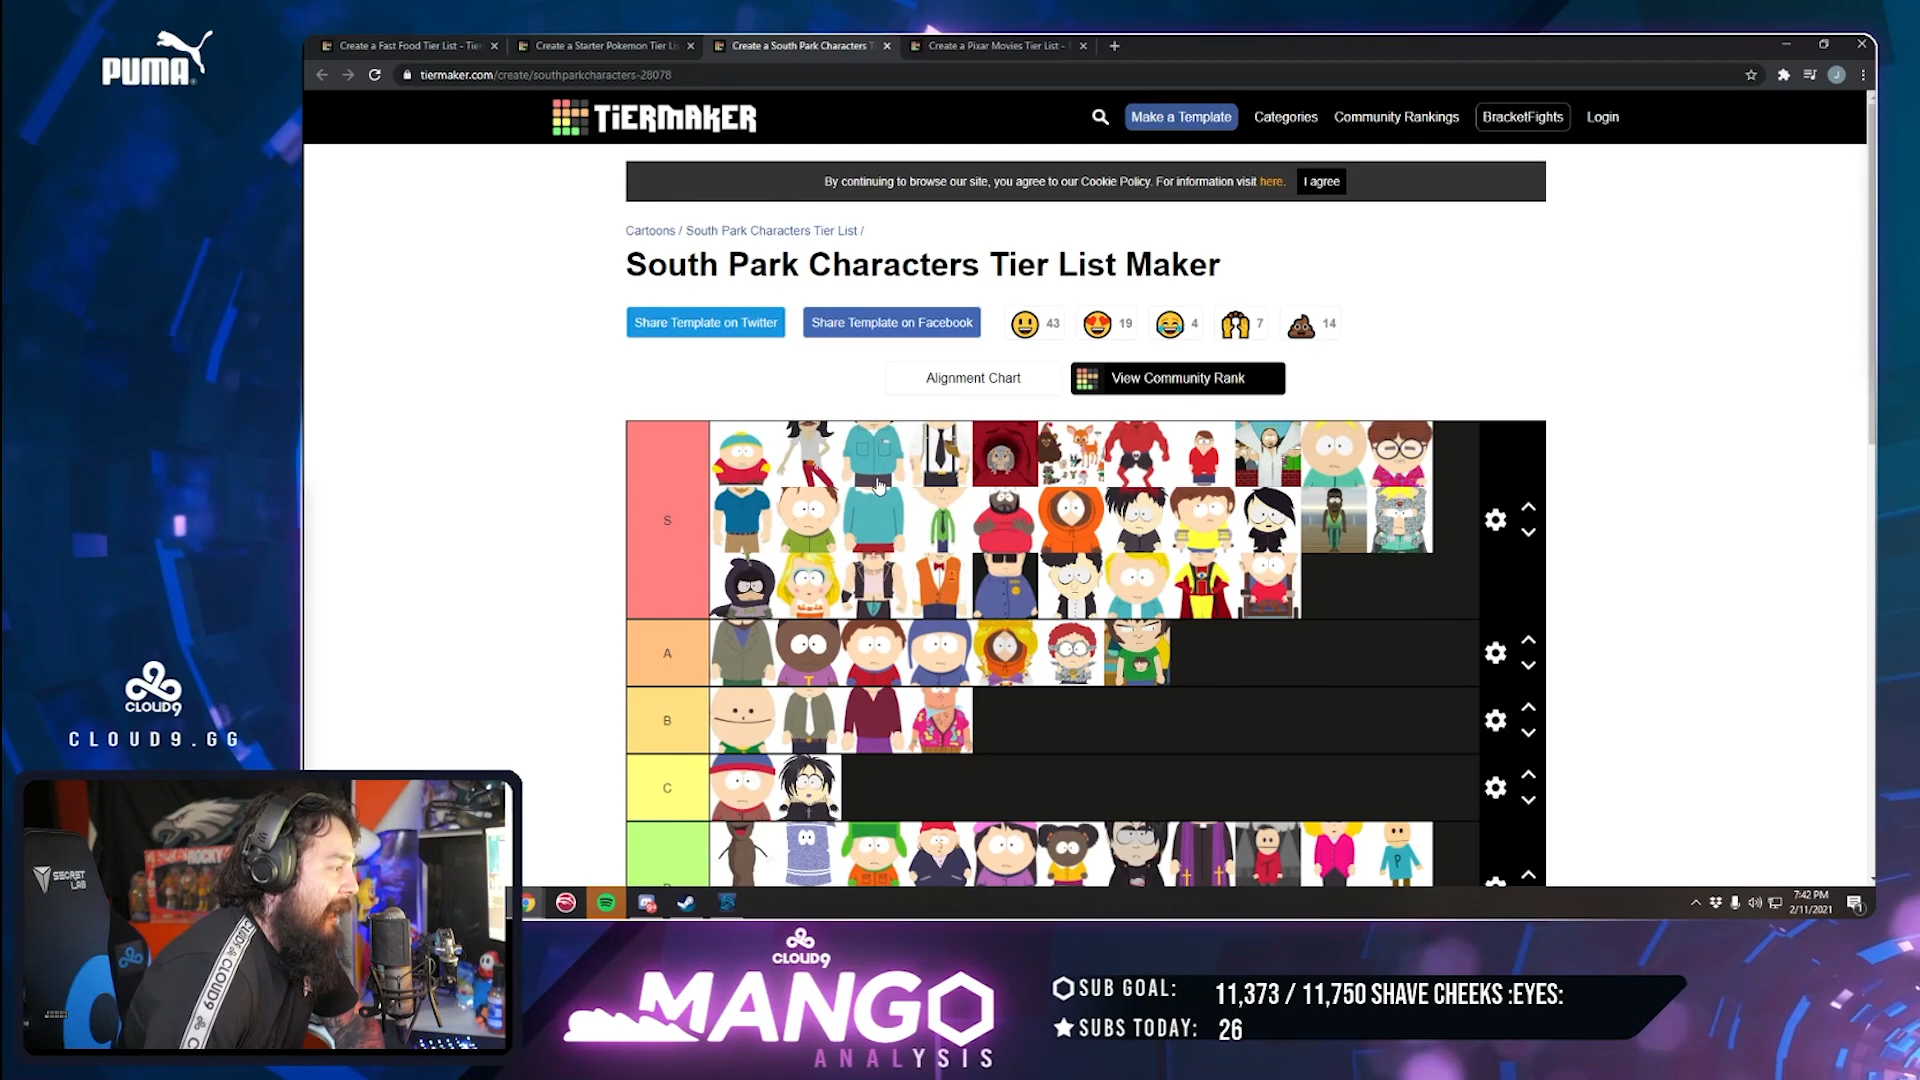 PUMA
Create a Fast Food Tier List - Tier
Create a Starter Pokemon Tier Li
Create a South Park Characters T
Create a Pixar Movies Tier List - T
tiermaker.com/create/southparkcharacters-28078
J
TiERMAKER
Make a Template
Categories
Community Rankings
BracketFights
Login
By continuing to browse our site, you agree to our Cookie Policy. For information visit here.
I agree
Cartoons / South Park Characters Tier List /
South Park Characters Tier List Maker
Share Template on Twitter
Share Template on Facebook
43
19
4
7
14
Alignment Chart
View Community Rank
S
A
T
B
C
P
CLOUD9
CLOUD9.GG
SECRET LAB
ROCKY
CLOUD9
7:42 PM
2/11/2021
1
CLOUD9
MANGO
ANALYSIS
SUB GOAL: 11,373 / 11,750 SHAVE CHEEKS :EYES:
SUBS TODAY: 26